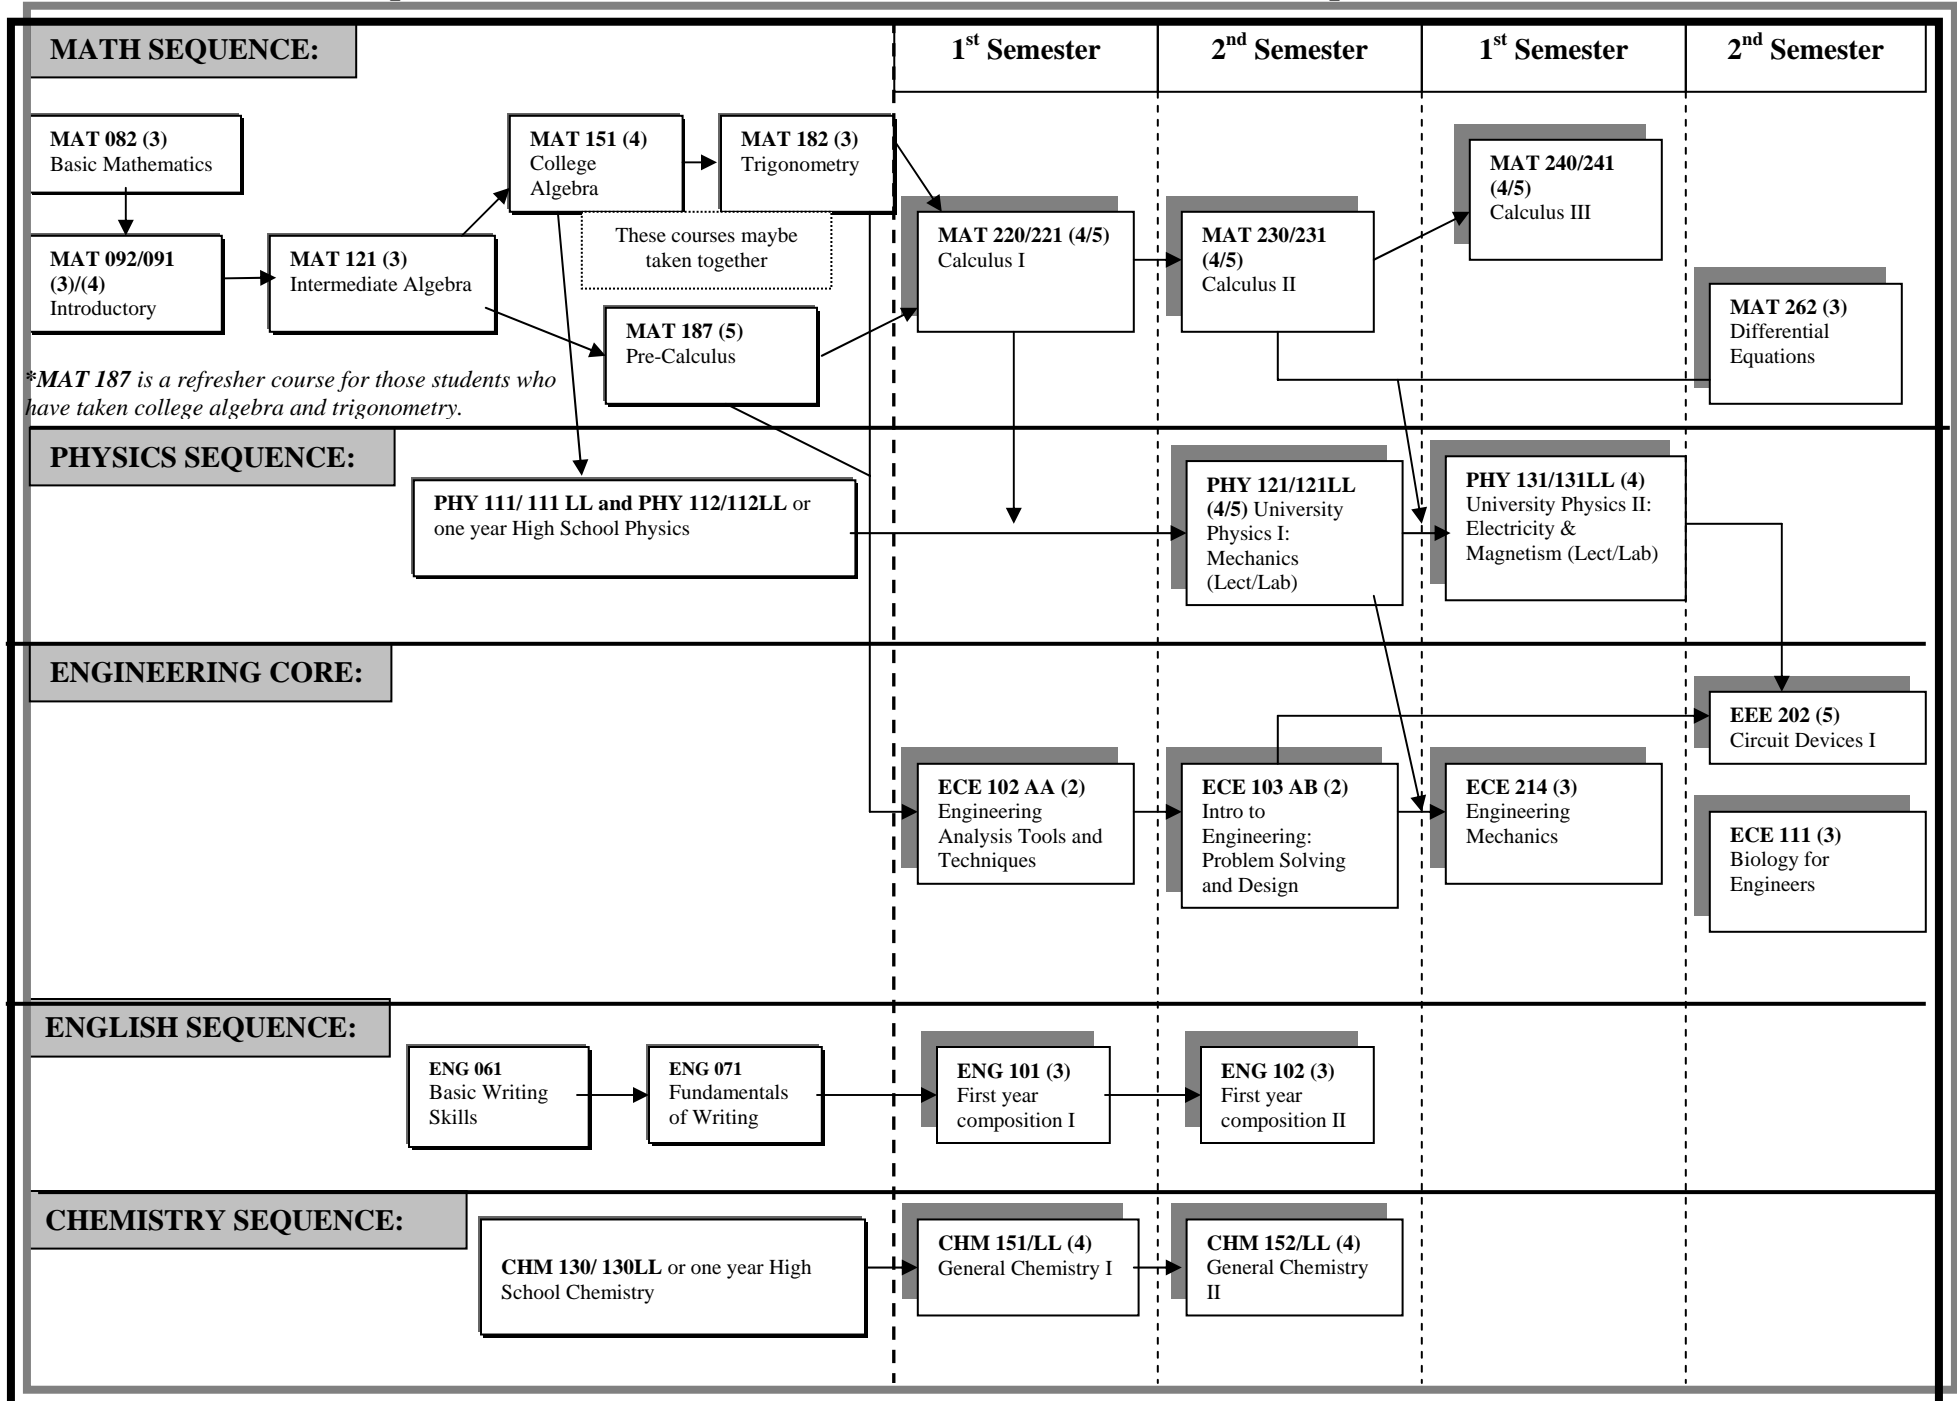 MATH SEQUENCE:
1st Semester
2nd Semester
1st Semester
2nd Semester
MAT 082 (3)
Basic Mathematics
MAT 151 (4)
College
Algebra
MAT 182 (3)
Trigonometry
MAT 240/241
(4/5)
Calculus III
These courses maybe
taken together
MAT 092/091
(3)/(4)
Introductory
MAT 121 (3)
Intermediate Algebra
MAT 220/221 (4/5)
Calculus I
MAT 230/231
(4/5)
Calculus II
MAT 187 (5)
Pre-Calculus
MAT 262 (3)
Differential
Equations
*MAT 187 is a refresher course for those students who
have taken college algebra and trigonometry.
PHYSICS SEQUENCE:
PHY 111/ 111 LL and PHY 112/112LL or
one year High School Physics
PHY 121/121LL
(4/5) University
Physics I:
Mechanics
(Lect/Lab)
PHY 131/131LL (4)
University Physics II:
Electricity &
Magnetism (Lect/Lab)
ENGINEERING CORE:
EEE 202 (5)
Circuit Devices I
ECE 102 AA (2)
Engineering
Analysis Tools and
Techniques
ECE 103 AB (2)
Intro to
Engineering:
Problem Solving
and Design
ECE 214 (3)
Engineering
Mechanics
ECE 111 (3)
Biology for
Engineers
ENGLISH SEQUENCE:
ENG 061
Basic Writing
Skills
ENG 071
Fundamentals
of Writing
ENG 101 (3)
First year
composition I
ENG 102 (3)
First year
composition II
CHEMISTRY SEQUENCE:
CHM 130/ 130LL or one year High
School Chemistry
CHM 151/LL (4)
General Chemistry I
CHM 152/LL (4)
General Chemistry
II